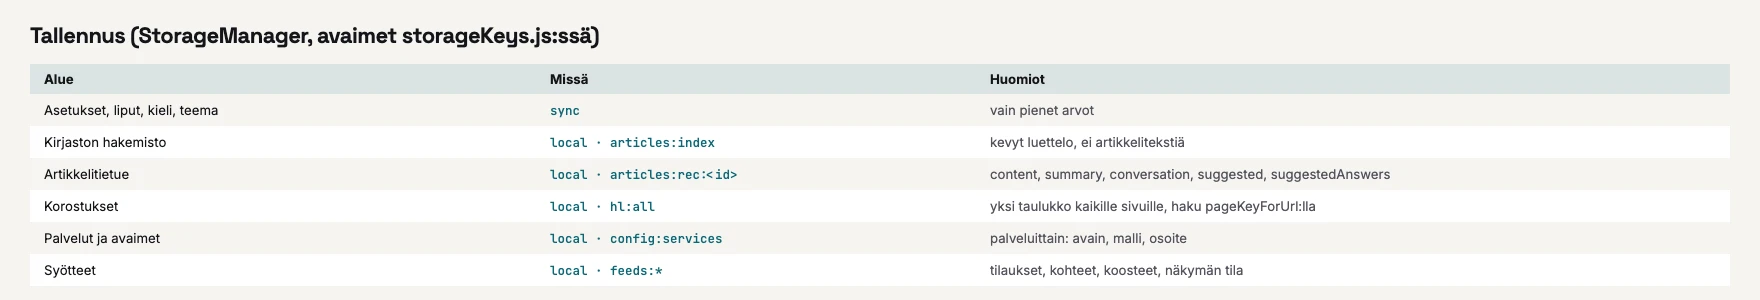 Tallennus (StorageManager, avaimet storageKeys.js:ssä)
Alue Missä Huomiot
Asetukset, liput, kieli, teema sync vain pienet arvot
Kirjaston hakemisto local · articles:index kevyt luettelo, ei artikkelitekstiä
Artikkelitietue local · articles:rec:<id> content, summary, conversation, suggested, suggestedAnswers
Korostukset local · hl:all yksi taulukko kaikille sivuille, haku pageKeyForUrl:lla
Palvelut ja avaimet local · config:services palveluittain: avain, malli, osoite
Syötteet local · feeds:* tilaukset, kohteet, koosteet, näkymän tila